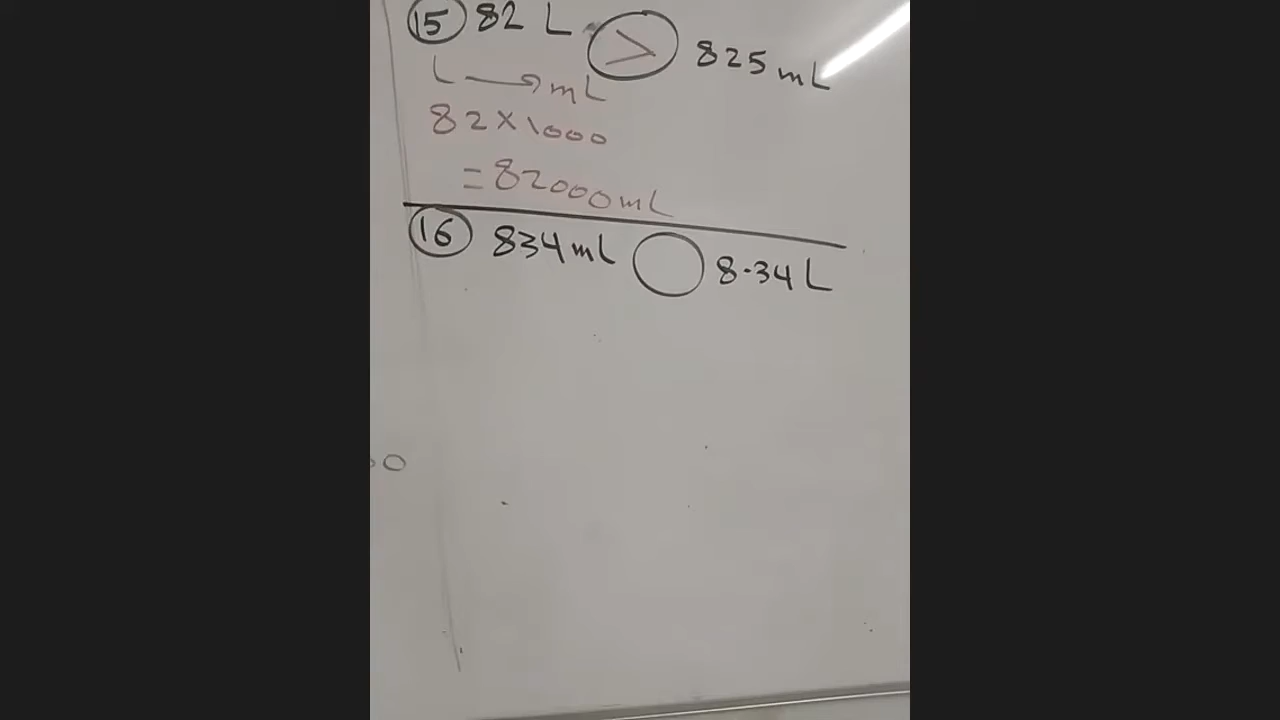 15 82 L > 825 mL
L → mL
82 × 1000
= 82000 mL
16 834 mL ◯ 8.34 L